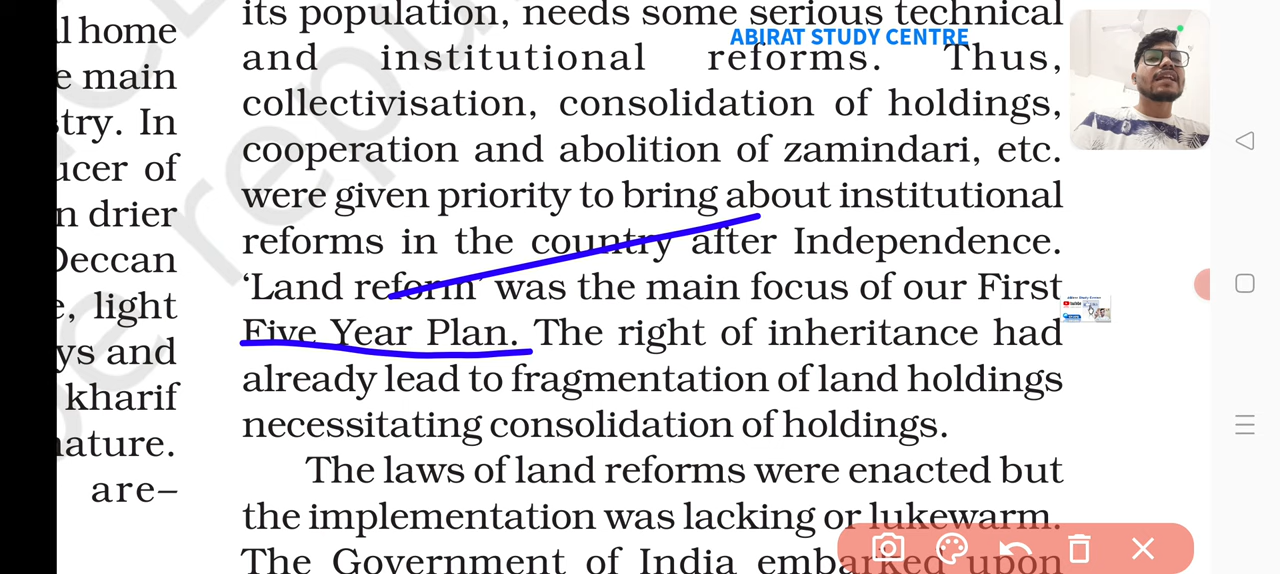 l home
e main
stry. In
ucer of
n drier
Deccan
e, light
ys and
kharif
nature.
are–
its population, needs some serious technical
ABIRAT STUDY CENTRE
and institutional reforms. Thus,
collectivisation, consolidation of holdings,
cooperation and abolition of zamindari, etc.
were given priority to bring about institutional
reforms in the country after Independence.
‘Land reform’ was the main focus of our First
Five Year Plan. The right of inheritance had
already lead to fragmentation of land holdings
necessitating consolidation of holdings.
The laws of land reforms were enacted but
the implementation was lacking or lukewarm.
The Government of India embarked upon